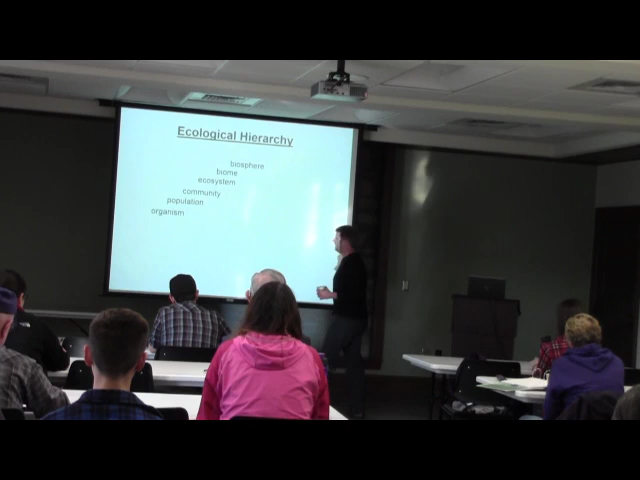 Ecological Hierarchy
biosphere
biome
ecosystem
community
population
organism